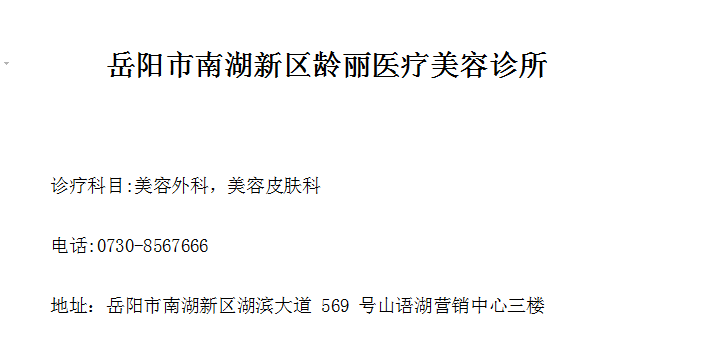 岳阳市南湖新区龄丽医疗美容诊所
诊疗科目:美容外科，美容皮肤科
电话:0730-8567666
地址：岳阳市南湖新区湖滨大道 569 号山语湖营销中心三楼